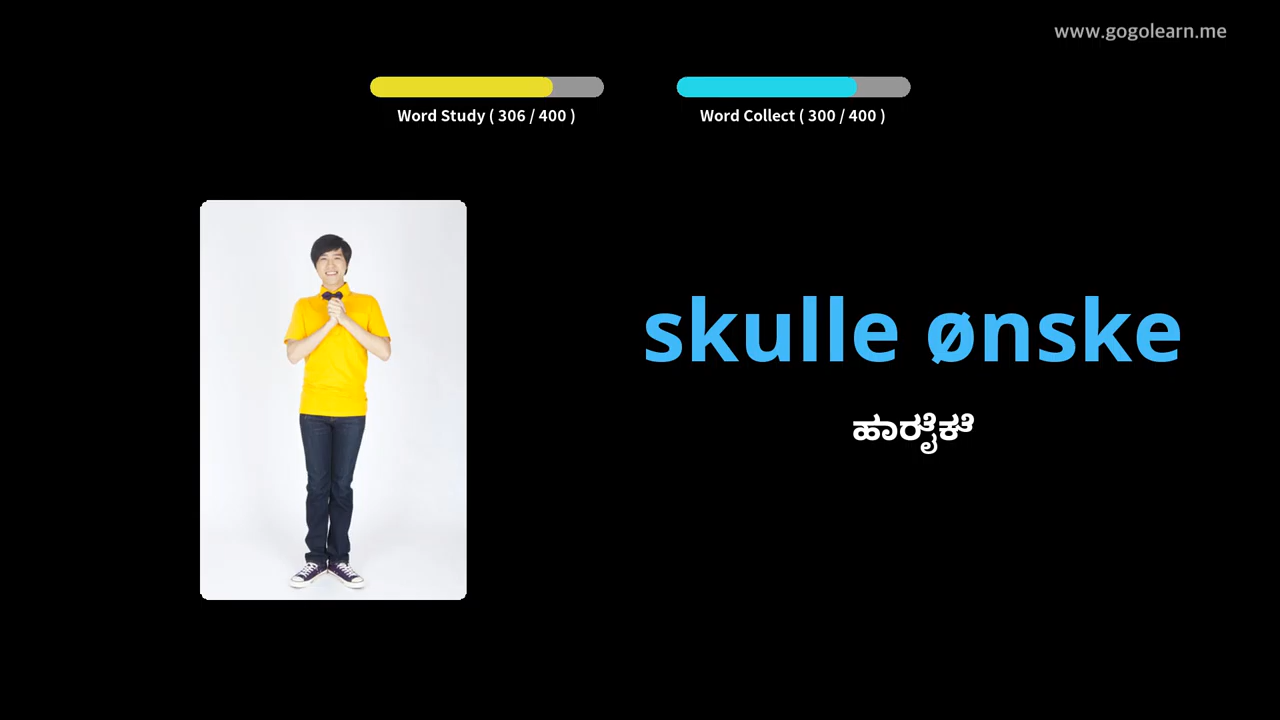 www.gogolearn.me
Word Study ( 306 / 400 )
Word Collect ( 300 / 400 )
skulle ønske
ಹಾರೈಕೆ